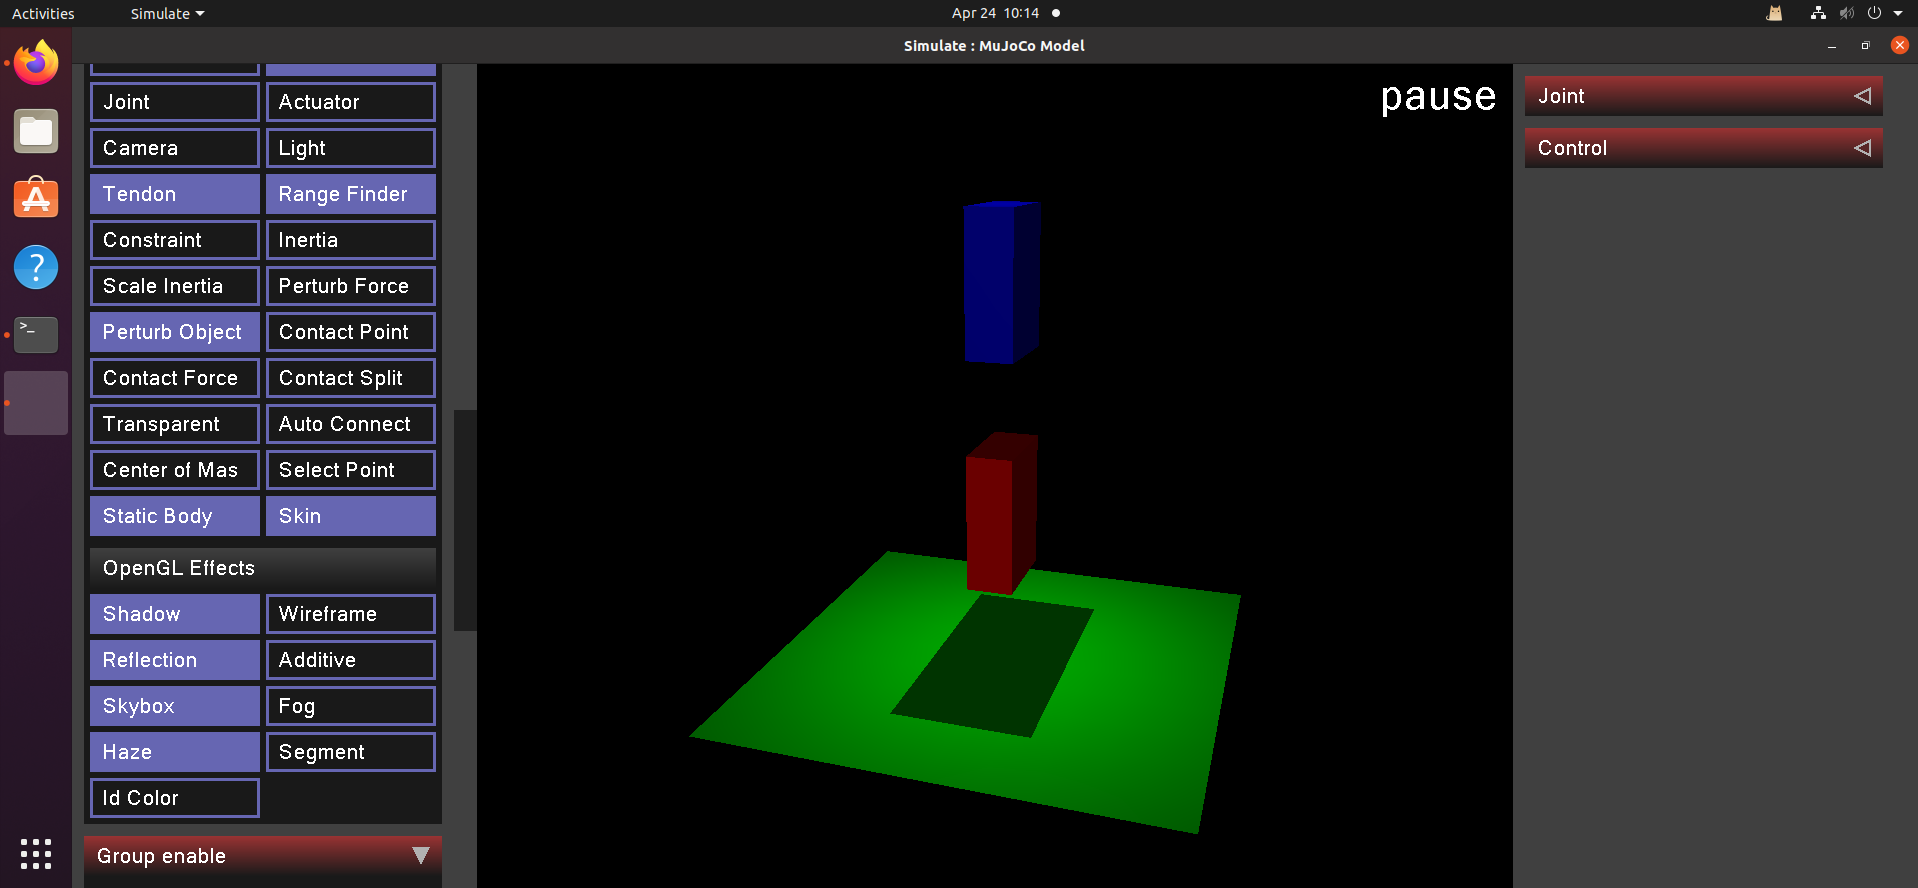 Activities Simulate Apr 24 10:14
Simulate : MuJoCo Model
pause
Joint Actuator
Camera Light
Tendon Range Finder
Constraint Inertia
Scale Inertia Perturb Force
Perturb Object Contact Point
Contact Force Contact Split
Transparent Auto Connect
Center of Mas Select Point
Static Body Skin
OpenGL Effects
Shadow Wireframe
Reflection Additive
Skybox Fog
Haze Segment
Id Color
Group enable
Joint
Control